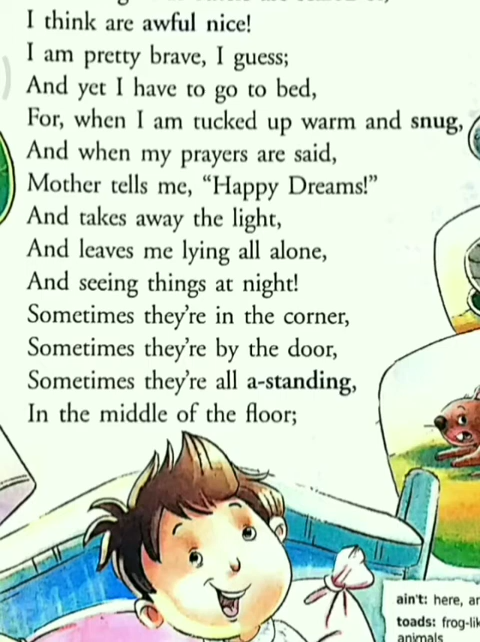 I think are awful nice!
I am pretty brave, I guess;
And yet I have to go to bed,
For, when I am tucked up warm and snug,
And when my prayers are said,
Mother tells me, “Happy Dreams!”
And takes away the light,
And leaves me lying all alone,
And seeing things at night!
Sometimes they’re in the corner,
Sometimes they’re by the door,
Sometimes they’re all a-standing,
In the middle of the floor;
ain't: here,
toads:
animals